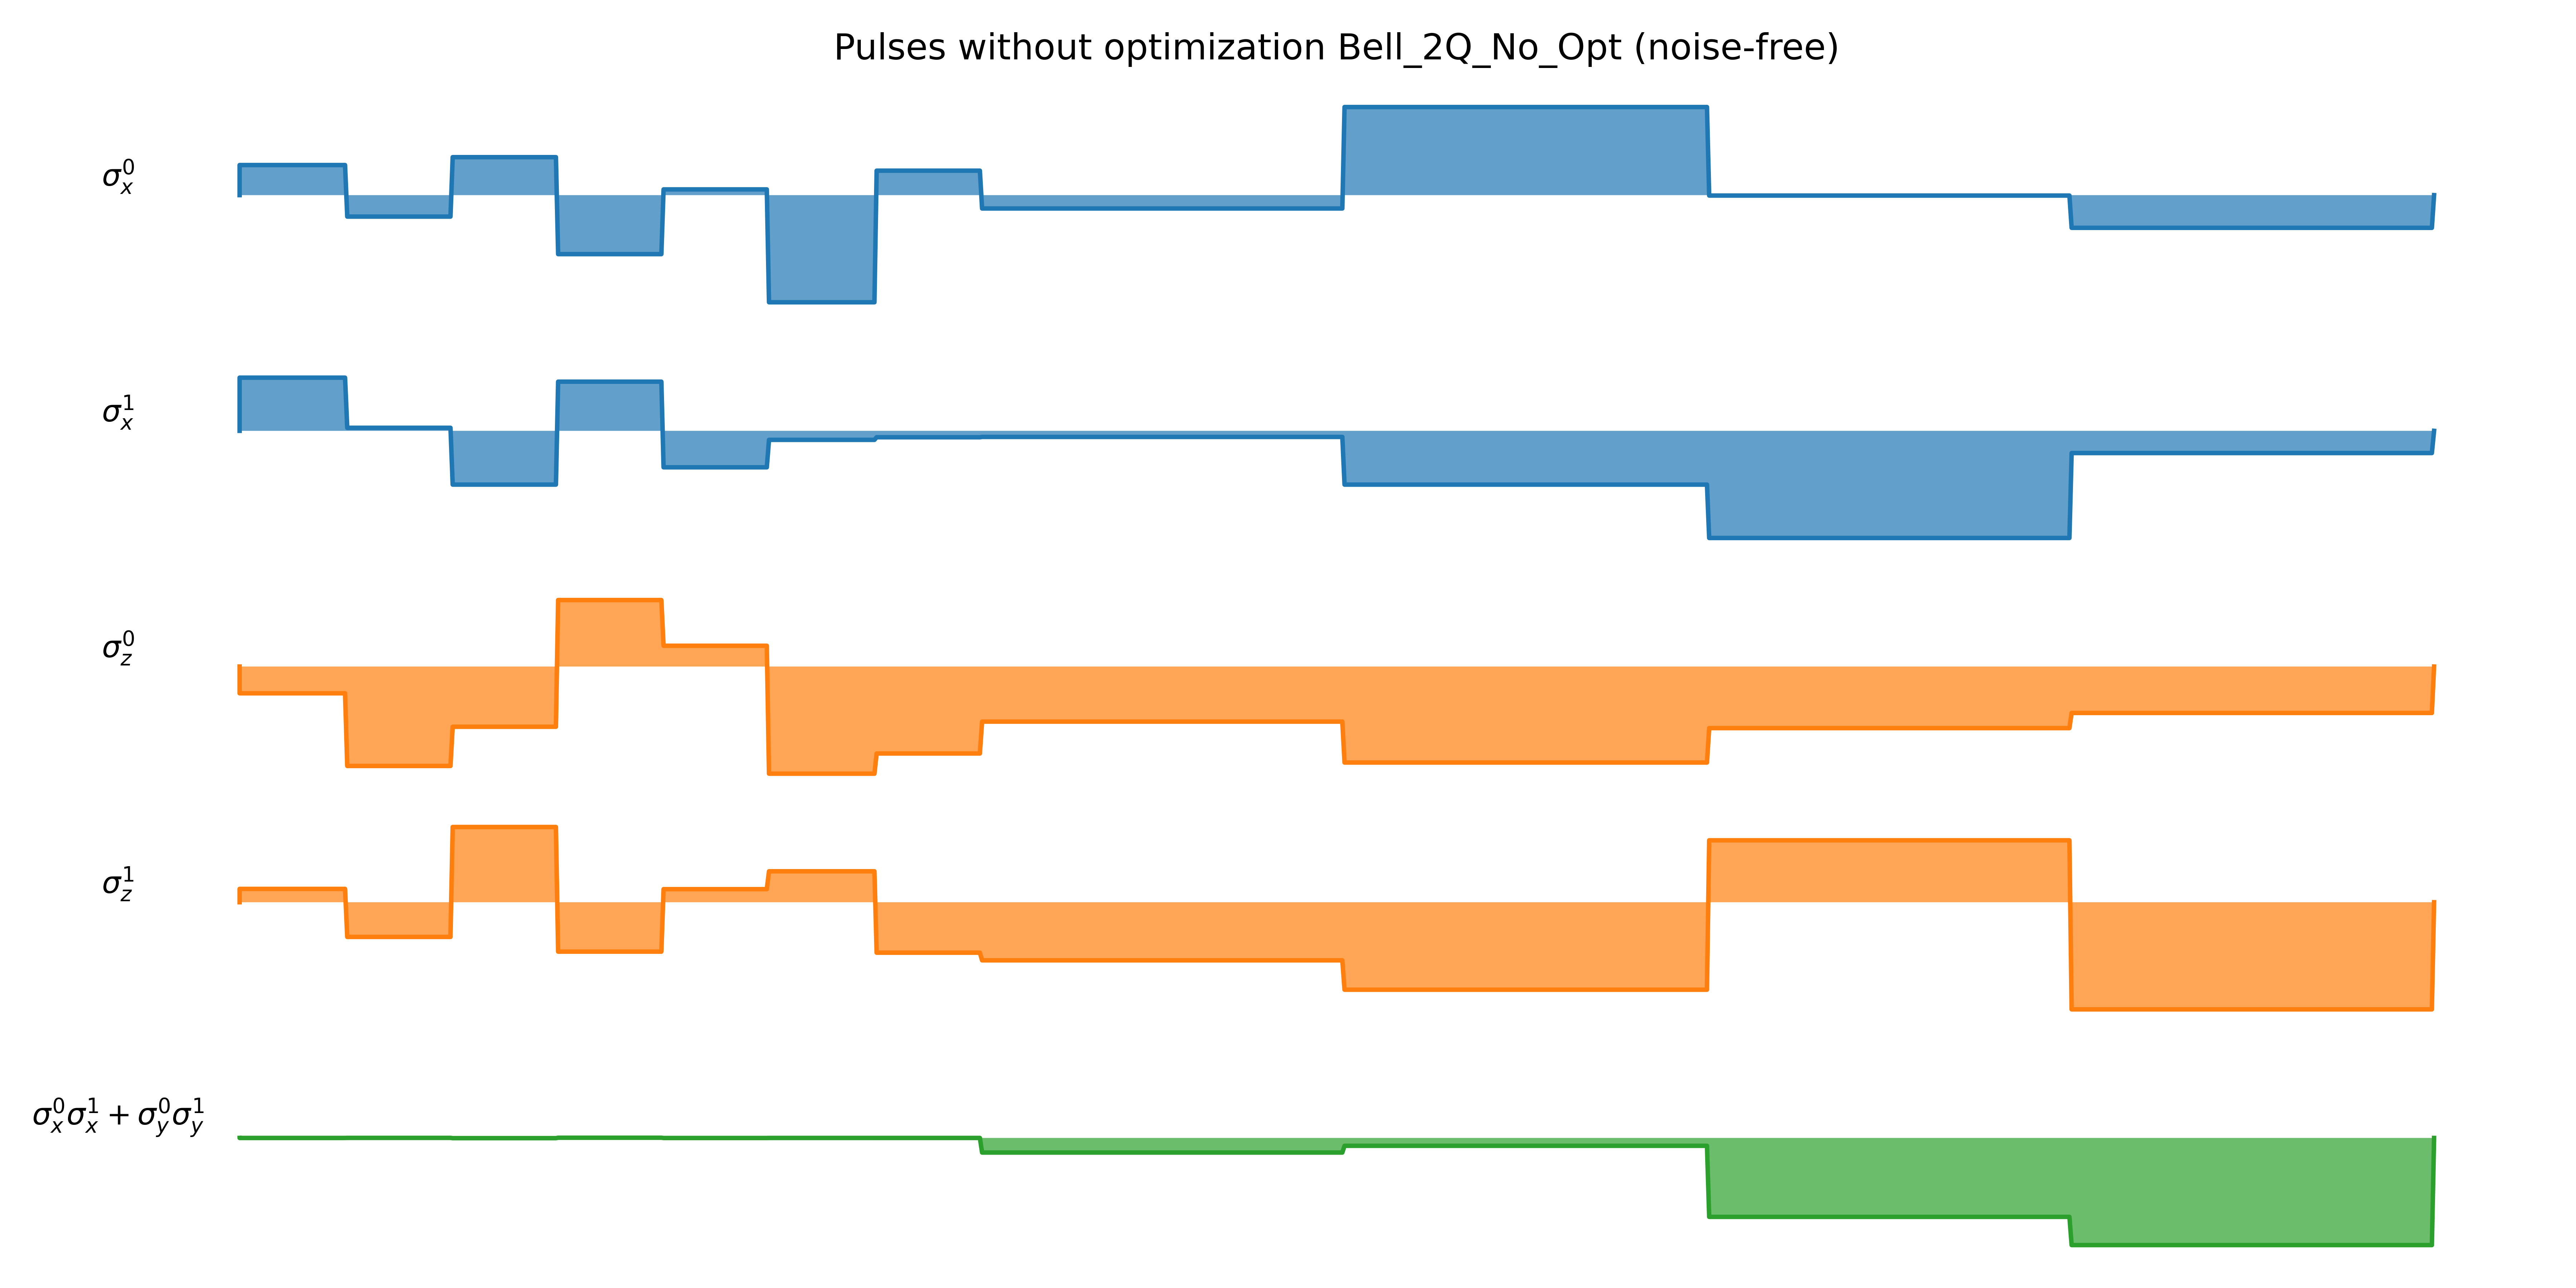 Pulses without optimization Bell_2Q_No_Opt (noise-free)
σ_x^0
σ_x^1
σ_z^0
σ_z^1
σ_x^0σ_x^1 + σ_y^0σ_y^1